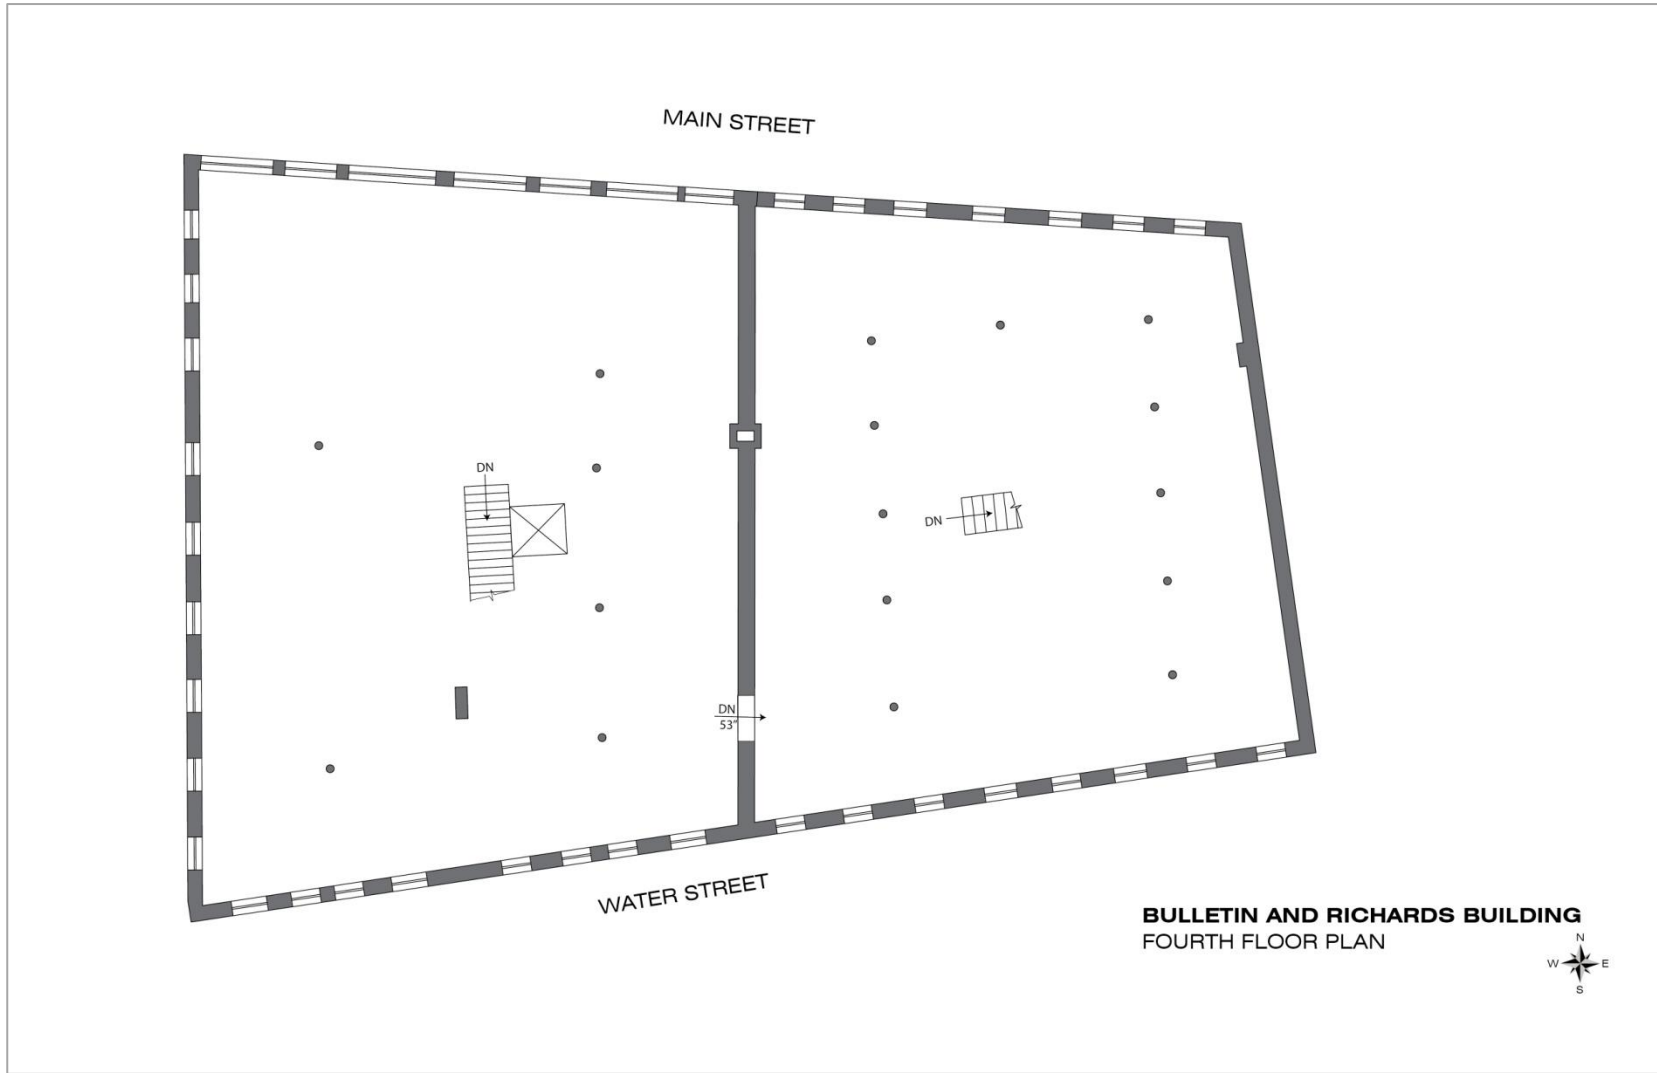 MAIN STREET
DN
DN
DN
53"
WATER STREET
BULLETIN AND RICHARDS BUILDING
FOURTH FLOOR PLAN
N
W E
S